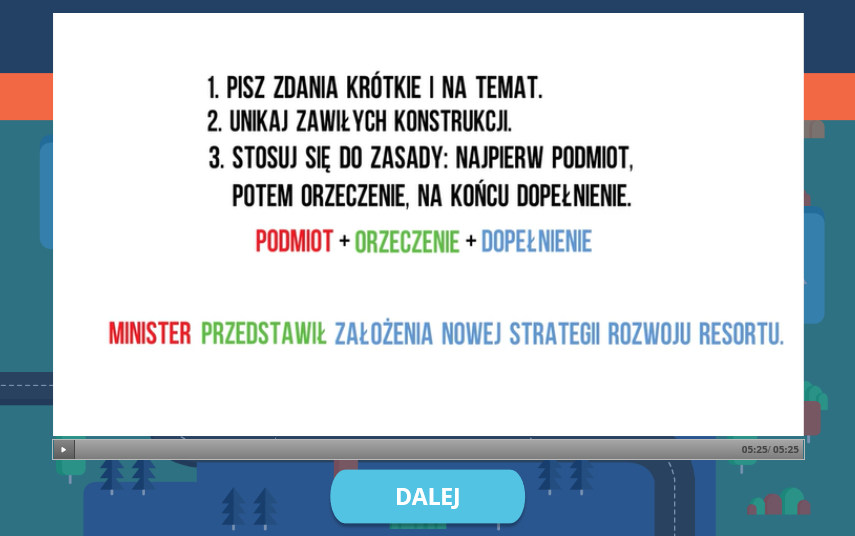 1. PISZ ZDANIA KRÓTKIE I NA TEMAT.
2. UNIKAJ ZAWIŁYCH KONSTRUKCJI.
3. STOSUJ SIĘ DO ZASADY: NAJPIERW PODMIOT,
POTEM ORZECZENIE, NA KOŃCU DOPEŁNIENIE.
PODMIOT + ORZECZENIE + DOPEŁNIENIE
MINISTER PRZEDSTAWIŁ ZAŁOŻENIA NOWEJ STRATEGII ROZWOJU RESORTU.
05:25/ 05:25
DALEJ